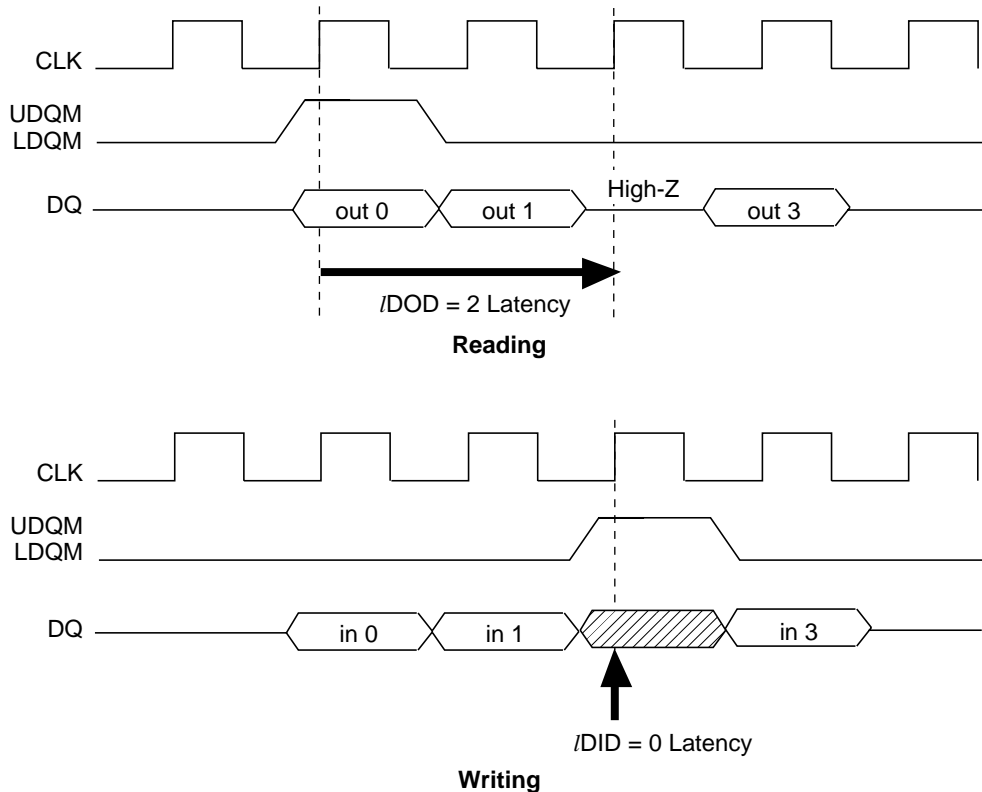 CLK
UDQM
LDQM
High-Z
DQ out 0 out 1 out 3
lDOD = 2 Latency
Reading
CLK
UDQM
LDQM
DQ in 0 in 1 in 3
lDID = 0 Latency
Writing